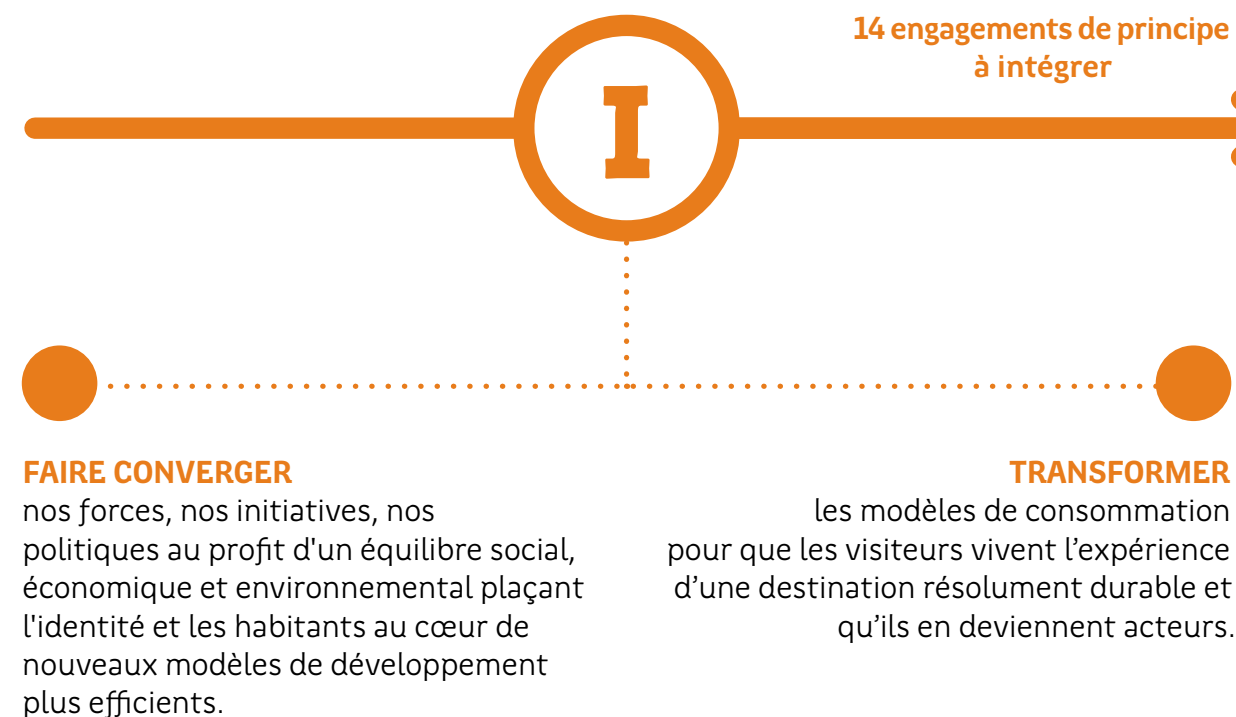 14 engagements de principe
à intégrer
I
FAIRE CONVERGER
nos forces, nos initiatives, nos
politiques au profit d'un équilibre social,
économique et environnemental plaçant
l'identité et les habitants au cœur de
nouveaux modèles de développement
plus efficients.
TRANSFORMER
les modèles de consommation
pour que les visiteurs vivent l’expérience
d’une destination résolument durable et
qu’ils en deviennent acteurs.